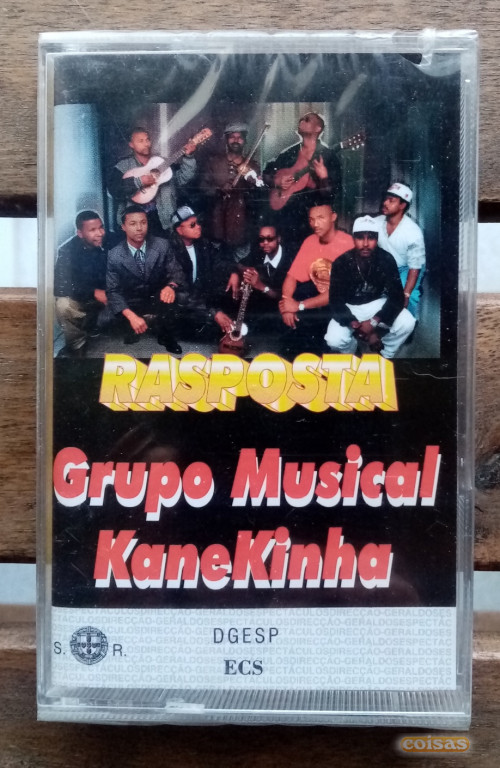 RASPOSTA
Grupo Musical
KaneKinha
S. R.
DGESP
ECS
coisas